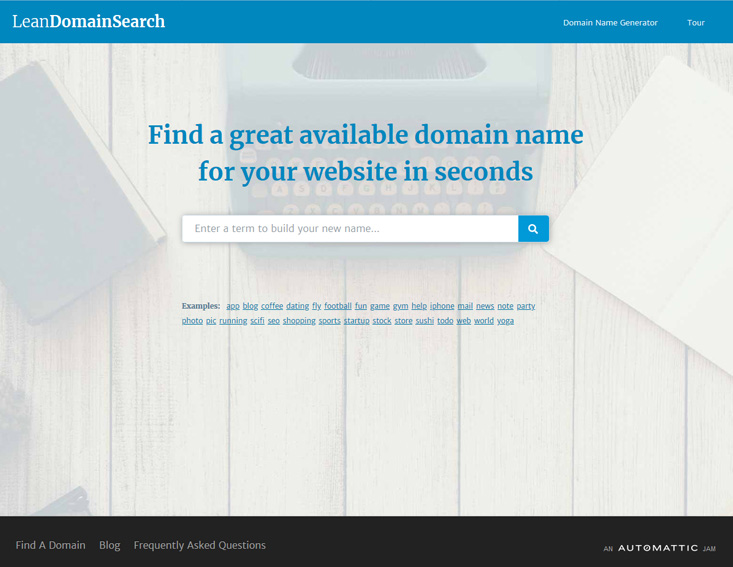 LeanDomainSearch
Domain Name Generator Tour
Find a great available domain name
for your website in seconds
Enter a term to build your new name...
Examples: app blog coffee dating fly football fun game gym help iphone mail news note party
photo pic running scifi seo shopping sports startup stock store sushi todo web world yoga
Find A Domain Blog Frequently Asked Questions
AN AUTOMATTIC JAM